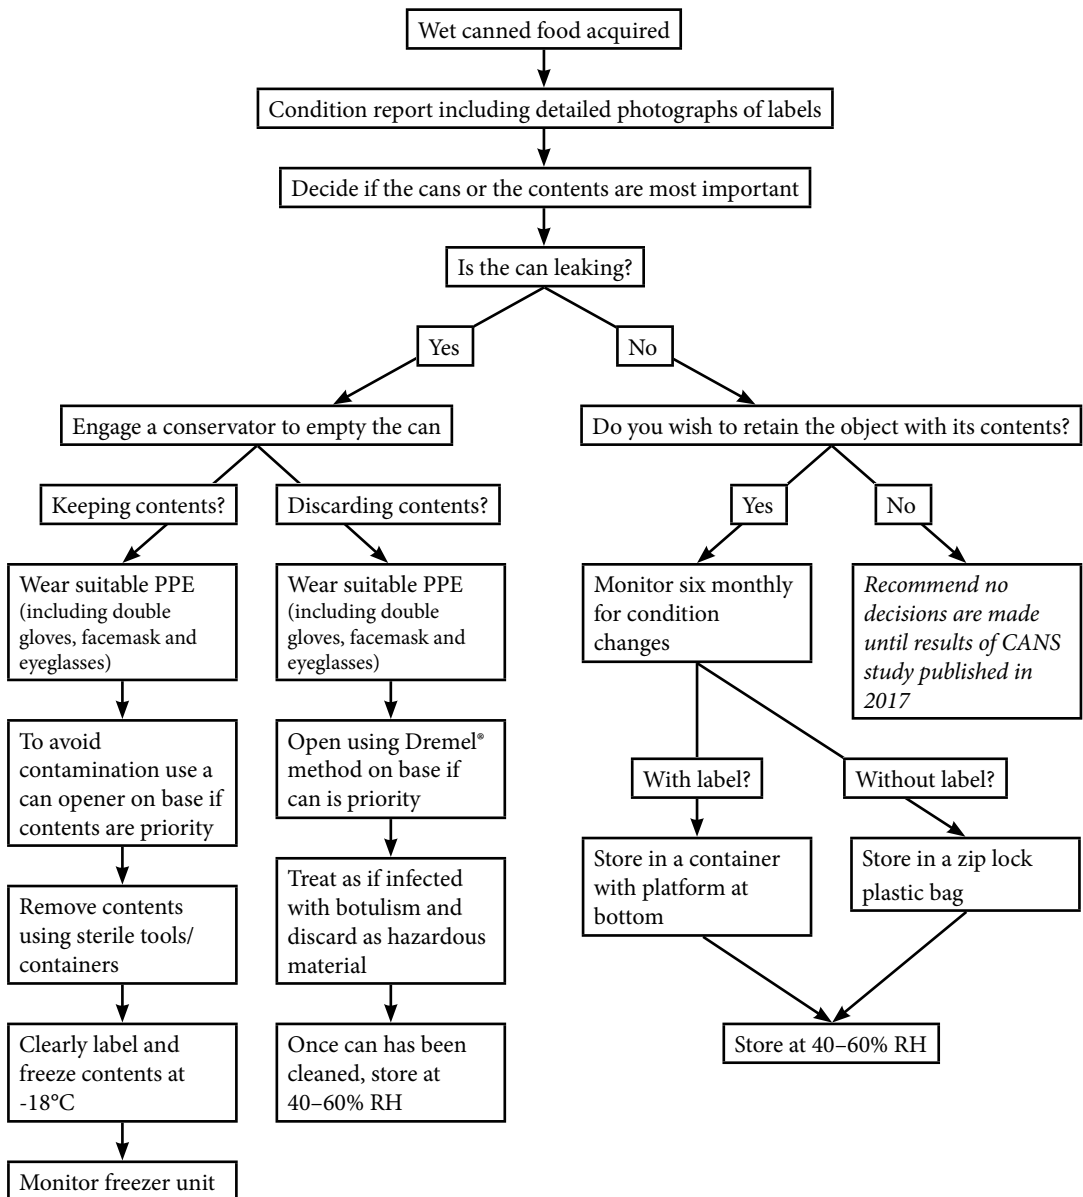 Wet canned food acquired
Condition report including detailed photographs of labels
Decide if the cans or the contents are most important
Is the can leaking?
Yes
No
Engage a conservator to empty the can
Do you wish to retain the object with its contents?
Keeping contents?
Discarding contents?
Yes
No
Wear suitable PPE
(including double
gloves, facemask and
eyeglasses)
Wear suitable PPE
(including double
gloves, facemask and
eyeglasses)
Monitor six monthly
for condition
changes
Recommend no
decisions are made
until results of CANS
study published in
2017
To avoid
contamination use a
can opener on base if
contents are priority
Open using Dremel®
method on base if
can is priority
With label?
Without label?
Store in a container
with platform at
bottom
Store in a zip lock
plastic bag
Remove contents
using sterile tools/
containers
Treat as if infected
with botulism and
discard as hazardous
material
Clearly label and
freeze contents at
-18°C
Once can has been
cleaned, store at
40–60% RH
Store at 40–60% RH
Monitor freezer unit